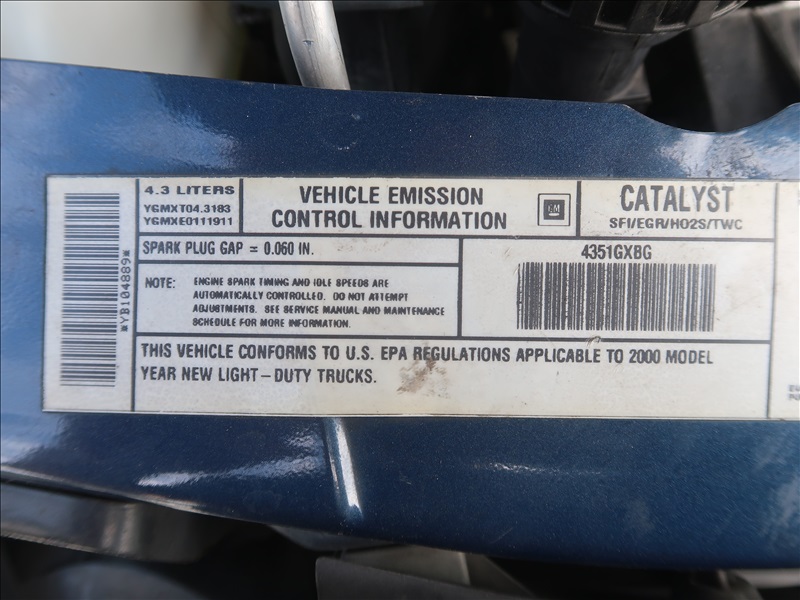 4.3 LITERS
YGMXT04.3183
YGMXE0111911
VEHICLE EMISSION
CONTROL INFORMATION
GM
CATALYST
SFI/EGR/HO2S/TWC
SPARK PLUG GAP = 0.060 IN.
NOTE: ENGINE SPARK TIMING AND IDLE SPEEDS ARE
AUTOMATICALLY CONTROLLED. DO NOT ATTEMPT
ADJUSTMENTS. SEE SERVICE MANUAL AND MAINTENANCE
SCHEDULE FOR MORE INFORMATION.
4351GXBG
*YB104889*
THIS VEHICLE CONFORMS TO U.S. EPA REGULATIONS APPLICABLE TO 2000 MODEL
YEAR NEW LIGHT-DUTY TRUCKS.